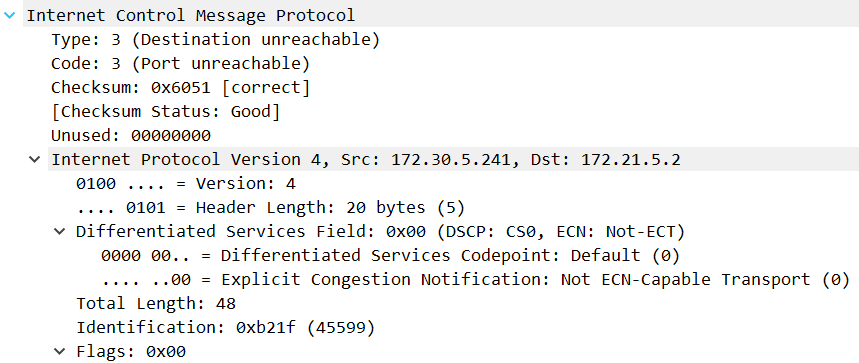 Internet Control Message Protocol
Type: 3 (Destination unreachable)
Code: 3 (Port unreachable)
Checksum: 0x6051 [correct]
[Checksum Status: Good]
Unused: 00000000
Internet Protocol Version 4, Src: 172.30.5.241, Dst: 172.21.5.2
0100 .... = Version: 4
.... 0101 = Header Length: 20 bytes (5)
Differentiated Services Field: 0x00 (DSCP: CS0, ECN: Not-ECT)
0000 00.. = Differentiated Services Codepoint: Default (0)
.... ..00 = Explicit Congestion Notification: Not ECN-Capable Transport (0)
Total Length: 48
Identification: 0xb21f (45599)
Flags: 0x00